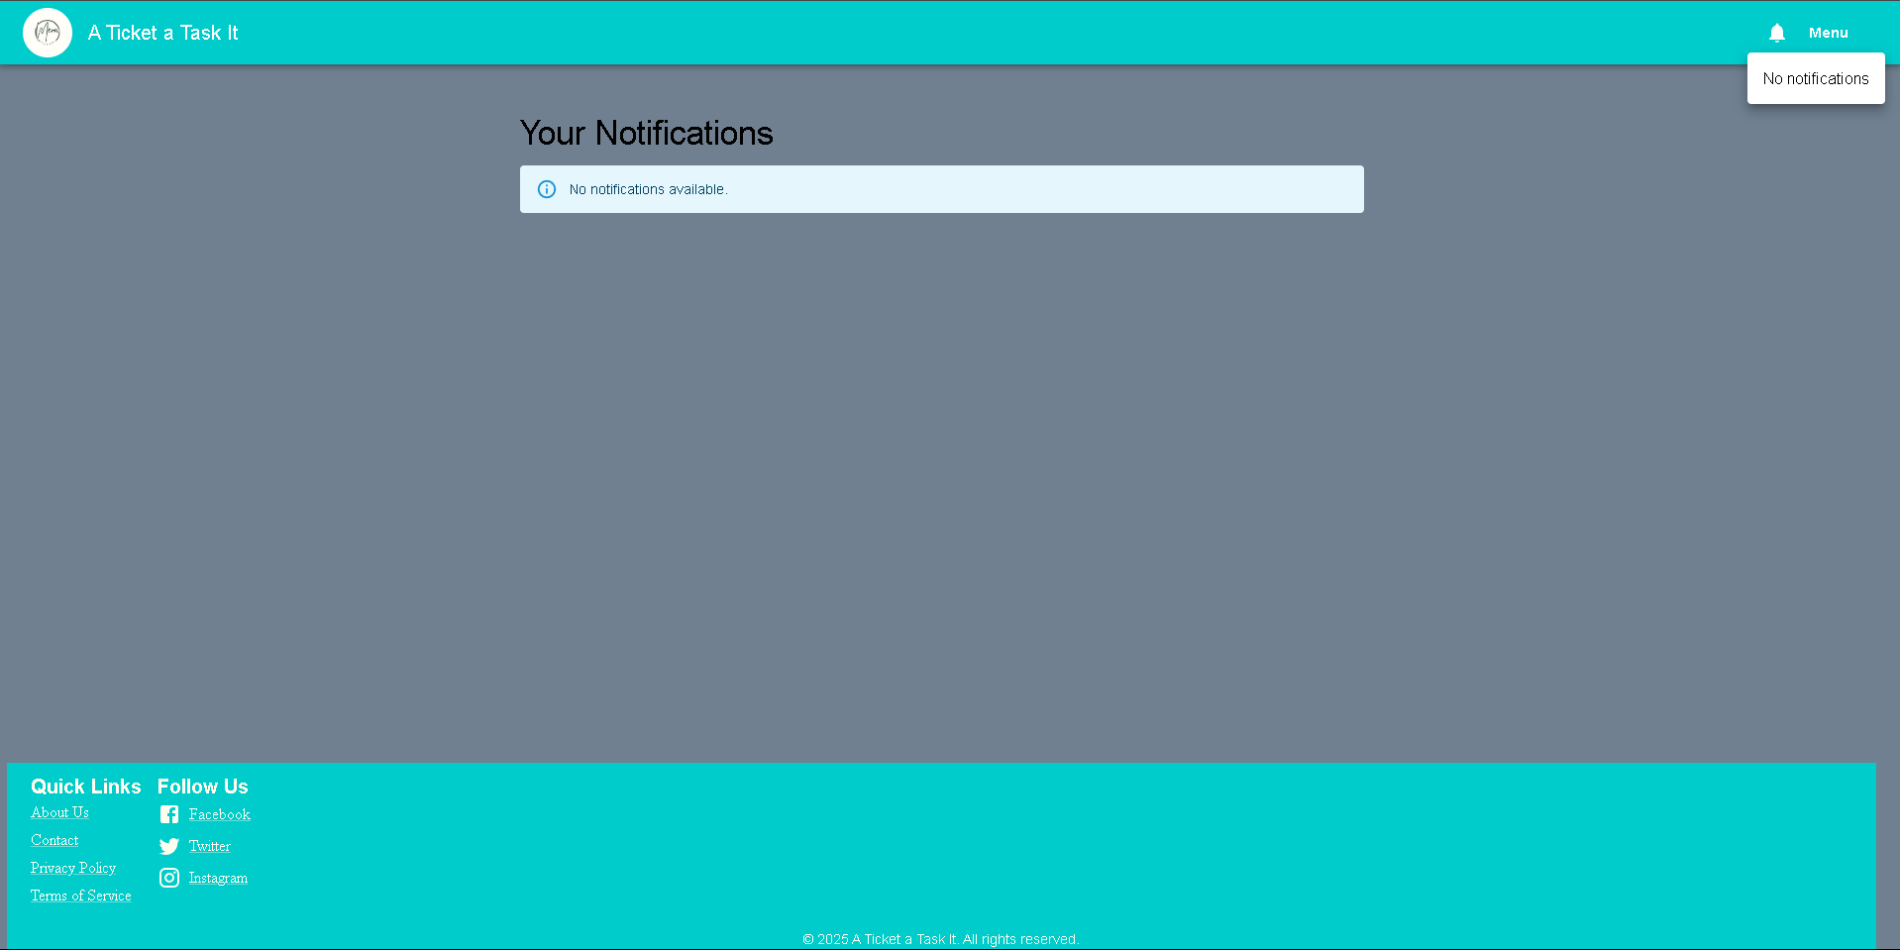 A Ticket a Task It
Menu
No notifications
Your Notifications
No notifications available.
Quick Links
About Us
Contact
Privacy Policy
Terms of Service
Follow Us
Facebook
Twitter
Instagram
© 2025 A Ticket a Task It. All rights reserved.